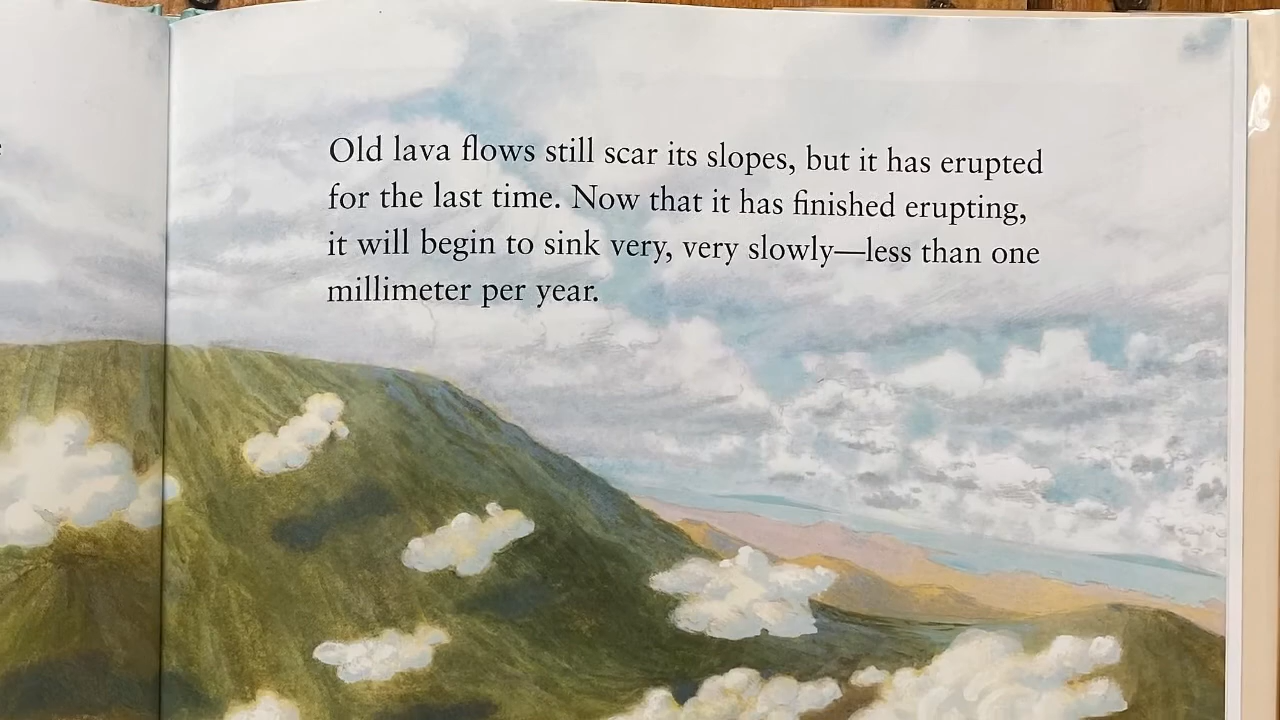 Old lava flows still scar its slopes, but it has erupted
for the last time. Now that it has finished erupting,
it will begin to sink very, very slowly—less than one
millimeter per year.